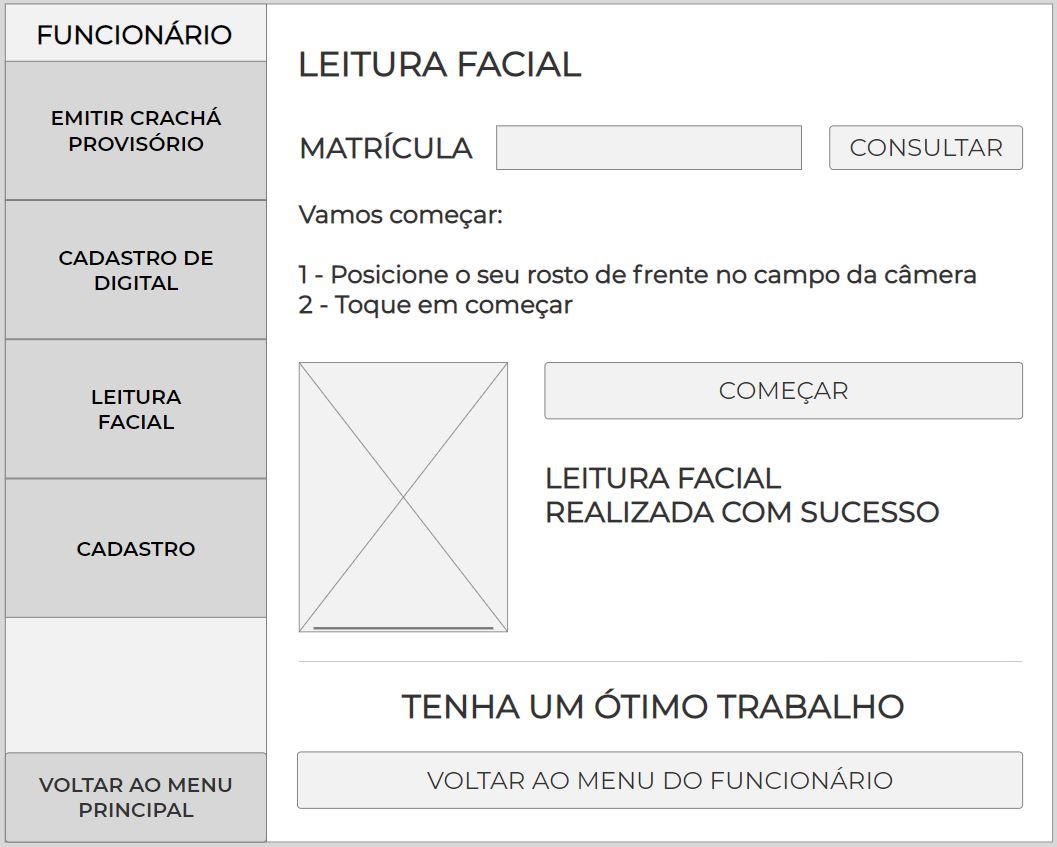 FUNCIONÁRIO
EMITIR CRACHÁ
PROVISÓRIO
CADASTRO DE
DIGITAL
LEITURA
FACIAL
CADASTRO
VOLTAR AO MENU
PRINCIPAL
LEITURA FACIAL
MATRÍCULA
CONSULTAR
Vamos começar:
1 - Posicione o seu rosto de frente no campo da câmera
2 - Toque em começar
COMEÇAR
LEITURA FACIAL
REALIZADA COM SUCESSO
TENHA UM ÓTIMO TRABALHO
VOLTAR AO MENU DO FUNCIONÁRIO